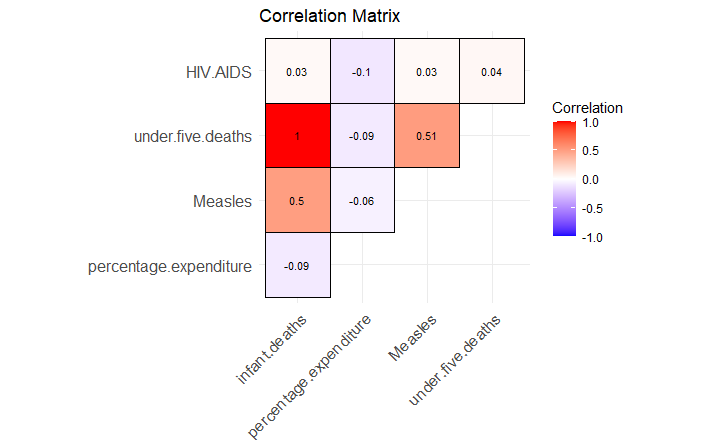 Correlation Matrix
HIV.AIDS
0.03
-0.1
0.03
0.04
under.five.deaths
1
-0.09
0.51
Measles
0.5
-0.06
percentage.expenditure
-0.09
infant.deaths
percentage.expenditure
Measles
under.five.deaths
Correlation
1.0
0.5
0.0
-0.5
-1.0